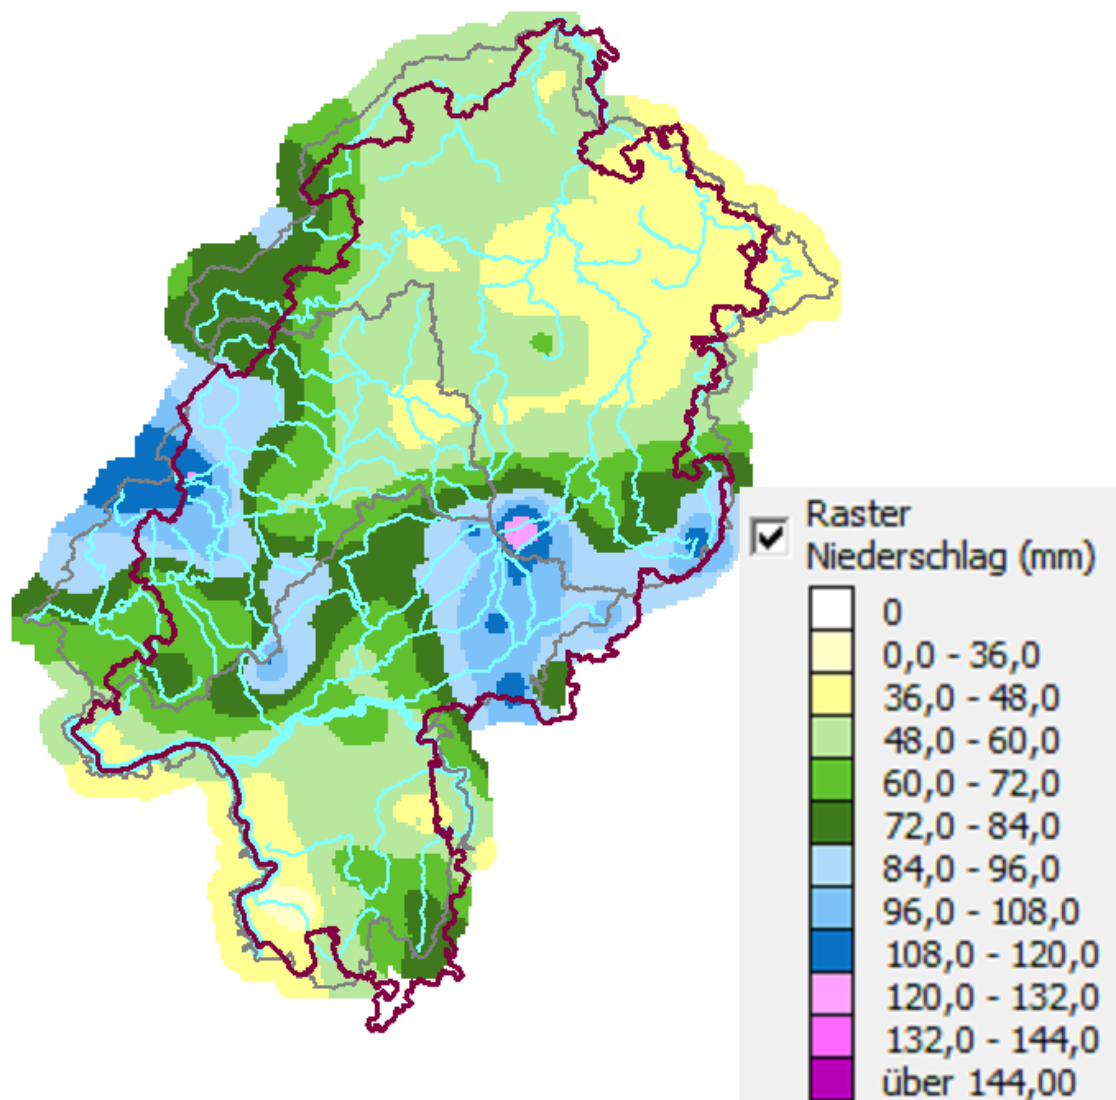 Raster
Niederschlag (mm)
0
0,0 - 36,0
36,0 - 48,0
48,0 - 60,0
60,0 - 72,0
72,0 - 84,0
84,0 - 96,0
96,0 - 108,0
108,0 - 120,0
120,0 - 132,0
132,0 - 144,0
über 144,00